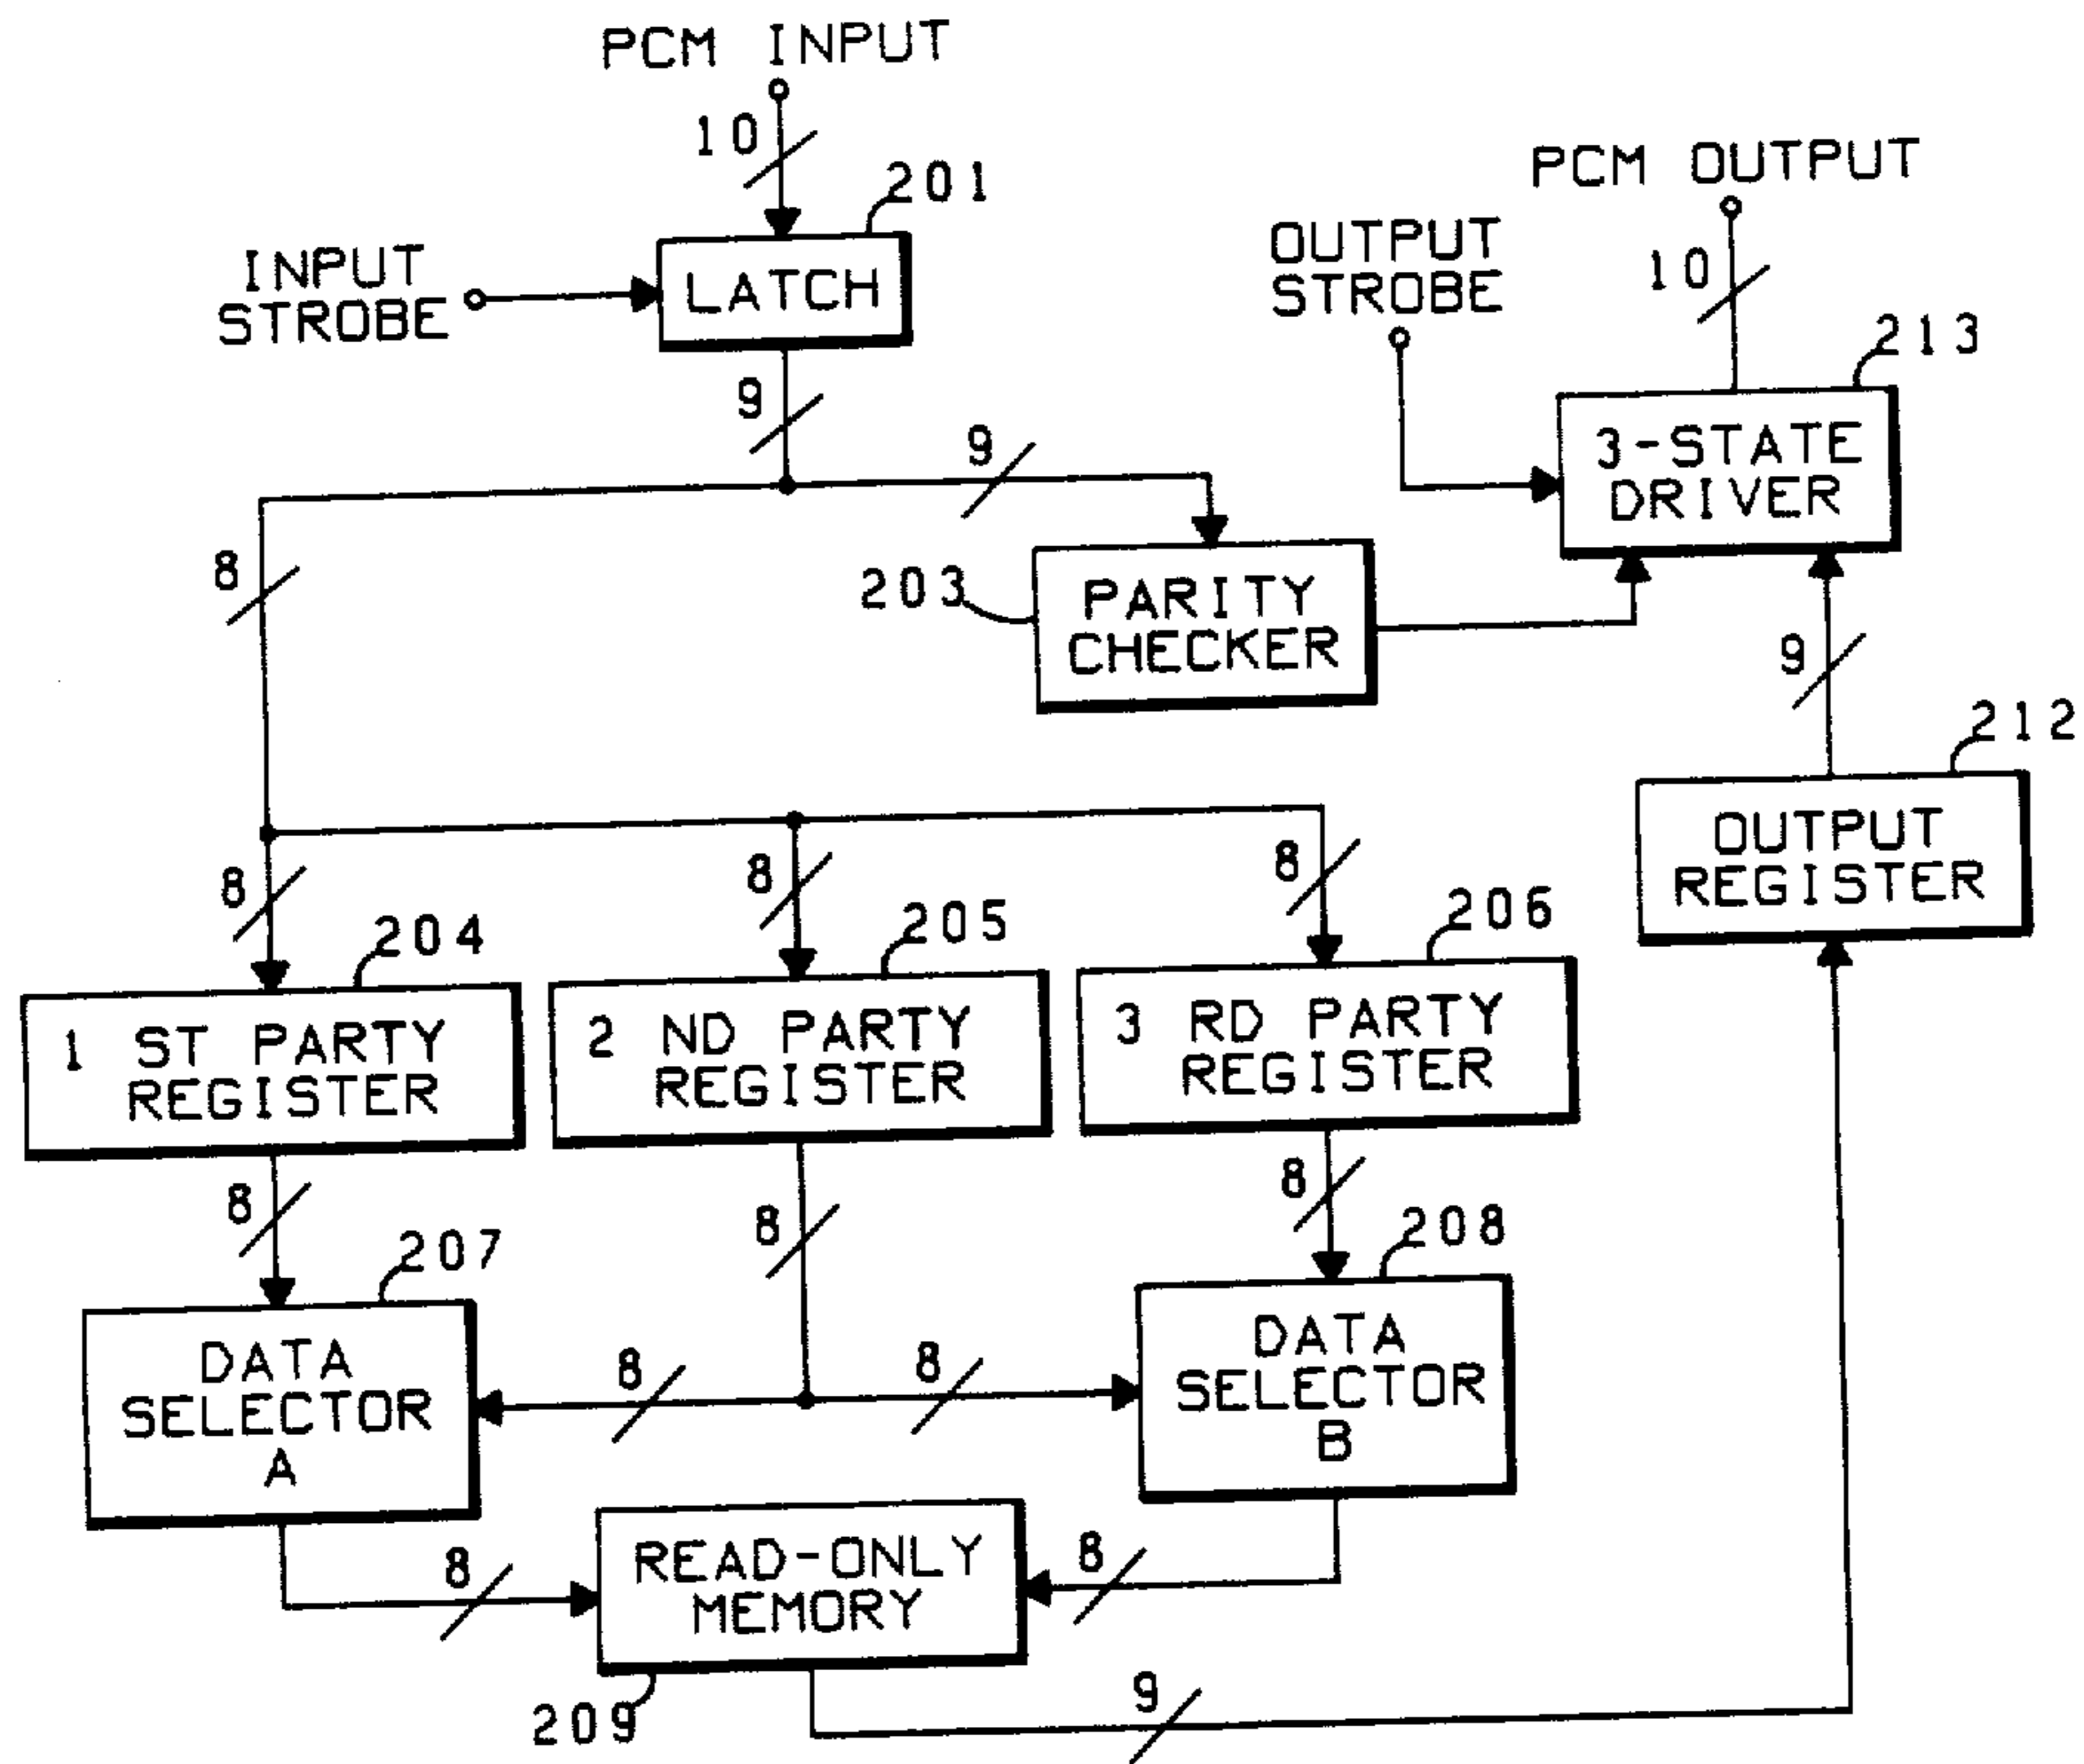 PCM INPUT
10
201
PCM OUTPUT
INPUT
STROBE
LATCH
OUTPUT
STROBE
10
213
9
9
3-STATE
DRIVER
8
203
PARITY
CHECKER
9
212
OUTPUT
REGISTER
8
8
8
204
205
206
1 ST PARTY
REGISTER
2 ND PARTY
REGISTER
3 RD PARTY
REGISTER
8
8
8
207
208
DATA
SELECTOR
A
8
8
DATA
SELECTOR
B
8
READ-ONLY
MEMORY
8
209
9